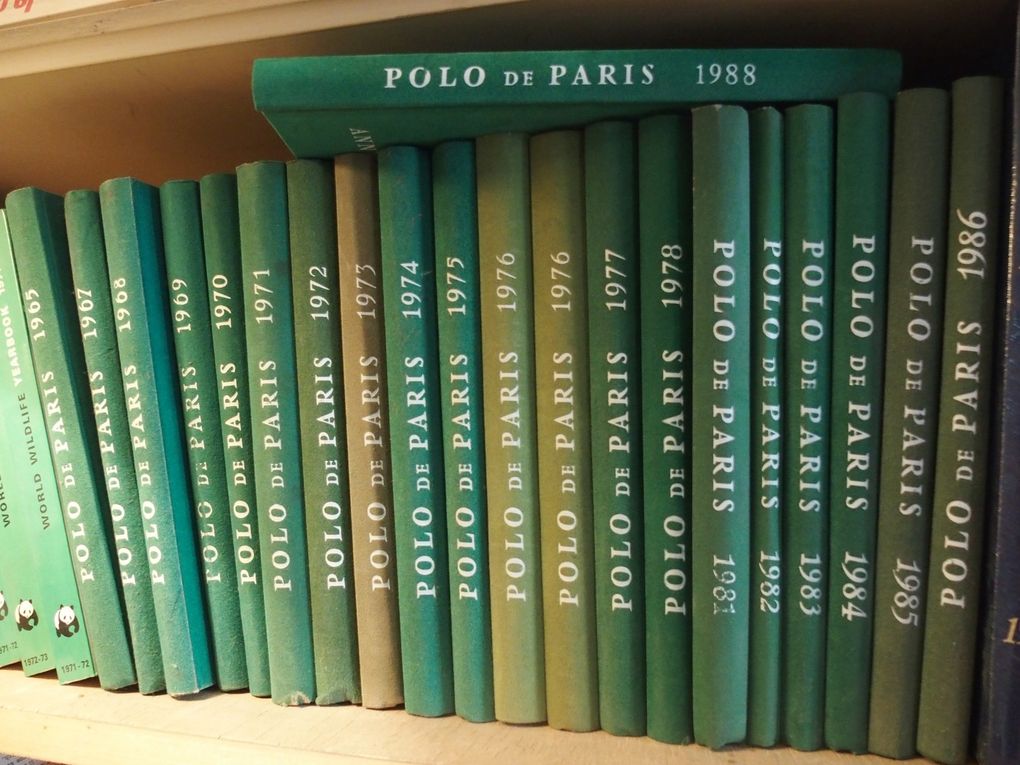 POLO DE PARIS 1988
ANN
WORLD WILDLIFE YEARBOOK
1971-72
1972-73
1971-72
POLO DE PARIS 1965
POLO DE PARIS 1967
POLO DE PARIS 1968
POLO DE PARIS 1969
POLO DE PARIS 1970
POLO DE PARIS 1971
POLO DE PARIS 1972
POLO DE PARIS 1973
POLO DE PARIS 1974
POLO DE PARIS 1975
POLO DE PARIS 1976
POLO DE PARIS 1976
POLO DE PARIS 1977
POLO DE PARIS 1978
POLO DE PARIS 1981
POLO DE PARIS 1982
POLO DE PARIS 1983
POLO DE PARIS 1984
POLO DE PARIS 1985
POLO DE PARIS 1986